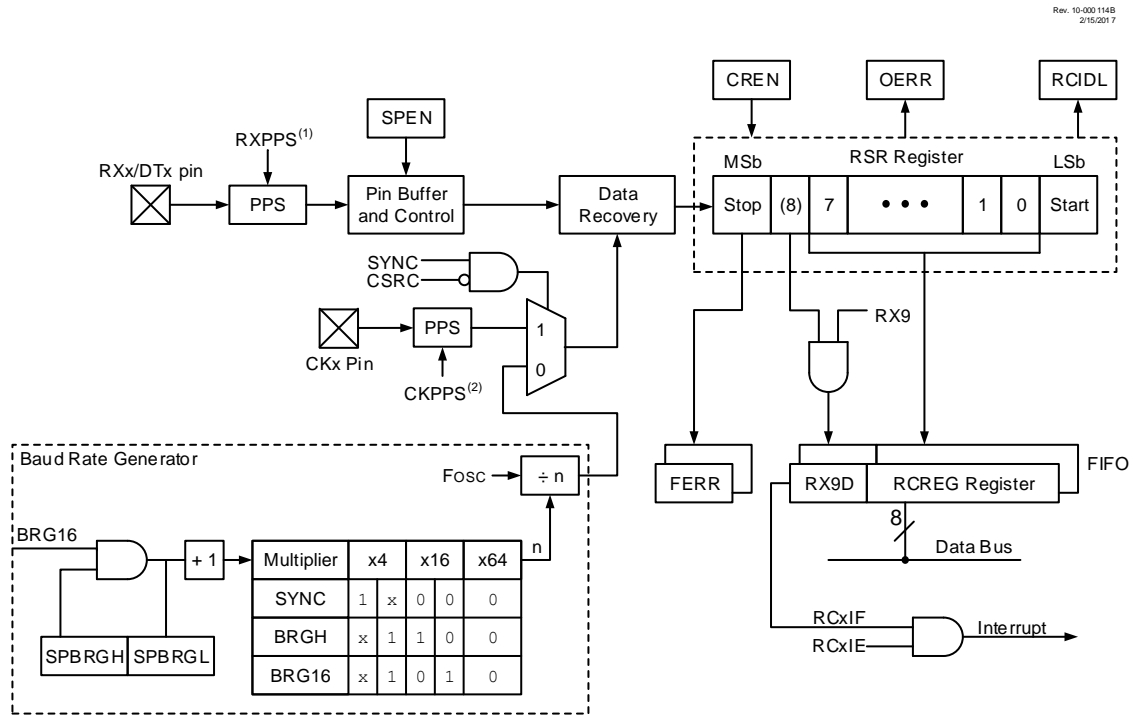 Rev. 10-000114B
2/15/2017
CREN
OERR
RCIDL
SPEN
RXPPS(1)
RXx/DTx pin
PPS
Pin Buffer
and Control
Data
Recovery
MSb
RSR Register
LSb
Stop
(8)
7
• • •
1
0
Start
SYNC
CSRC
PPS
CKx Pin
CKPPS(2)
1
0
RX9
Baud Rate Generator
FOSC
÷ n
FERR
RX9D
RCREG Register
FIFO
8
Data Bus
BRG16
+ 1
n
Multiplier x4 x16 x64
SYNC 1 x 0 0 0
BRGH x 1 1 0 0
BRG16 x 1 0 1 0
SPBRGH
SPBRGL
RCxIF
RCxIE
Interrupt